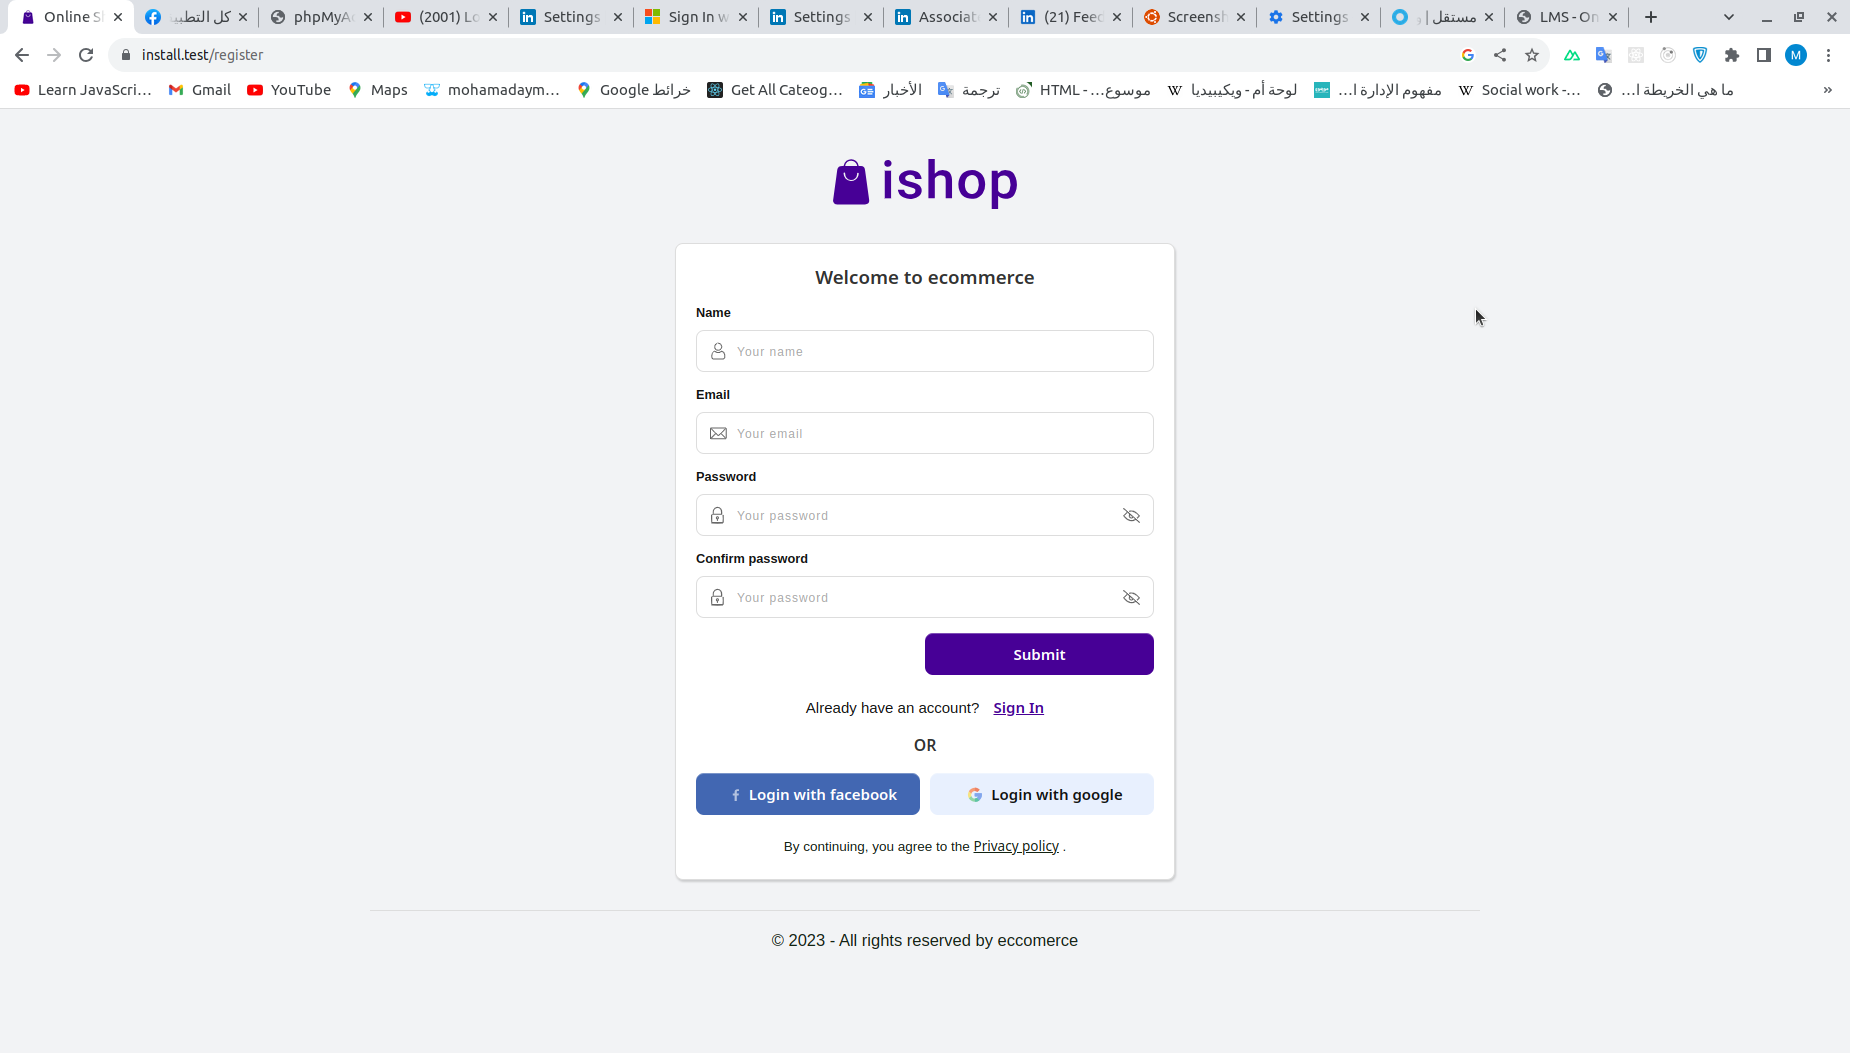 Online S
كل التطبي
phpMyA
(2001) Lo
Settings
Sign In w
Settings
Associat
(21) Feed
Screensh
Settings
مستقل |
LMS - On
install.test/register
M
Learn JavaScri...
Gmail
YouTube
Maps
mohamadaym...
Google خرائط
Get All Cateog...
الأخبار
ترجمة
HTML - موسوع...
لوحة أم - ويكيبيديا
مفهوم الإدارة ا...
Social work -...
ما هي الخريطة ا...
»
ishop
Welcome to ecommerce
Name
Your name
Email
Your email
Password
Your password
Confirm password
Your password
Submit
Already have an account? Sign In
OR
Login with facebook
Login with google
By continuing, you agree to the Privacy policy .
© 2023 - All rights reserved by eccomerce